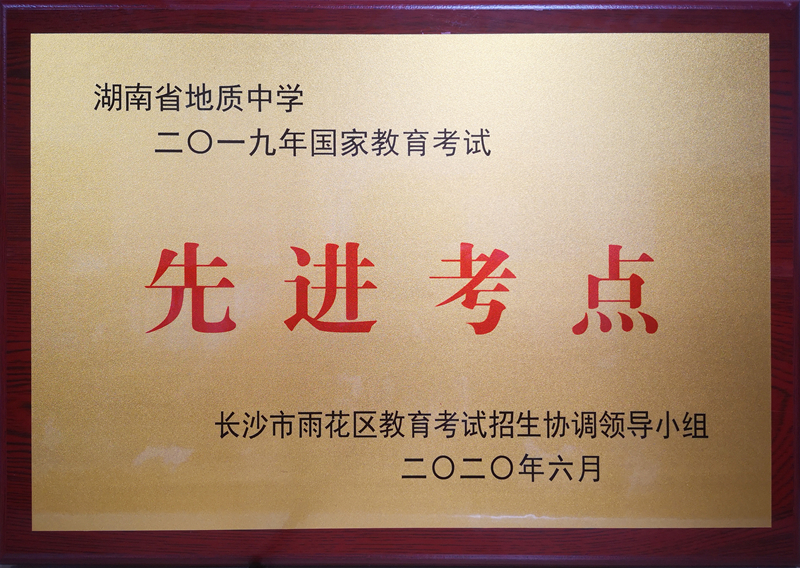 湖南省地质中学
二〇一九年国家教育考试
先进考点
长沙市雨花区教育考试招生协调领导小组
二〇二〇年六月